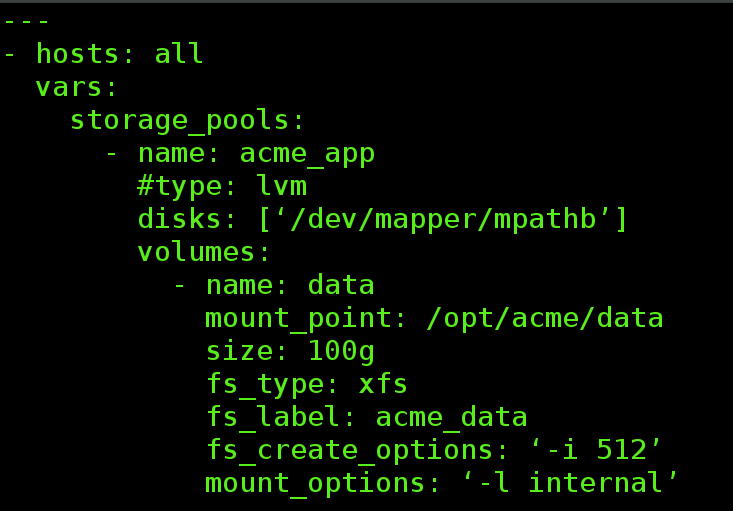 ---
- hosts: all
  vars:
    storage_pools:
      - name: acme_app
        #type: lvm
        disks: [‘/dev/mapper/mpathb’]
        volumes:
          - name: data
            mount_point: /opt/acme/data
            size: 100g
            fs_type: xfs
            fs_label: acme_data
            fs_create_options: ‘-i 512’
            mount_options: ‘-l internal’